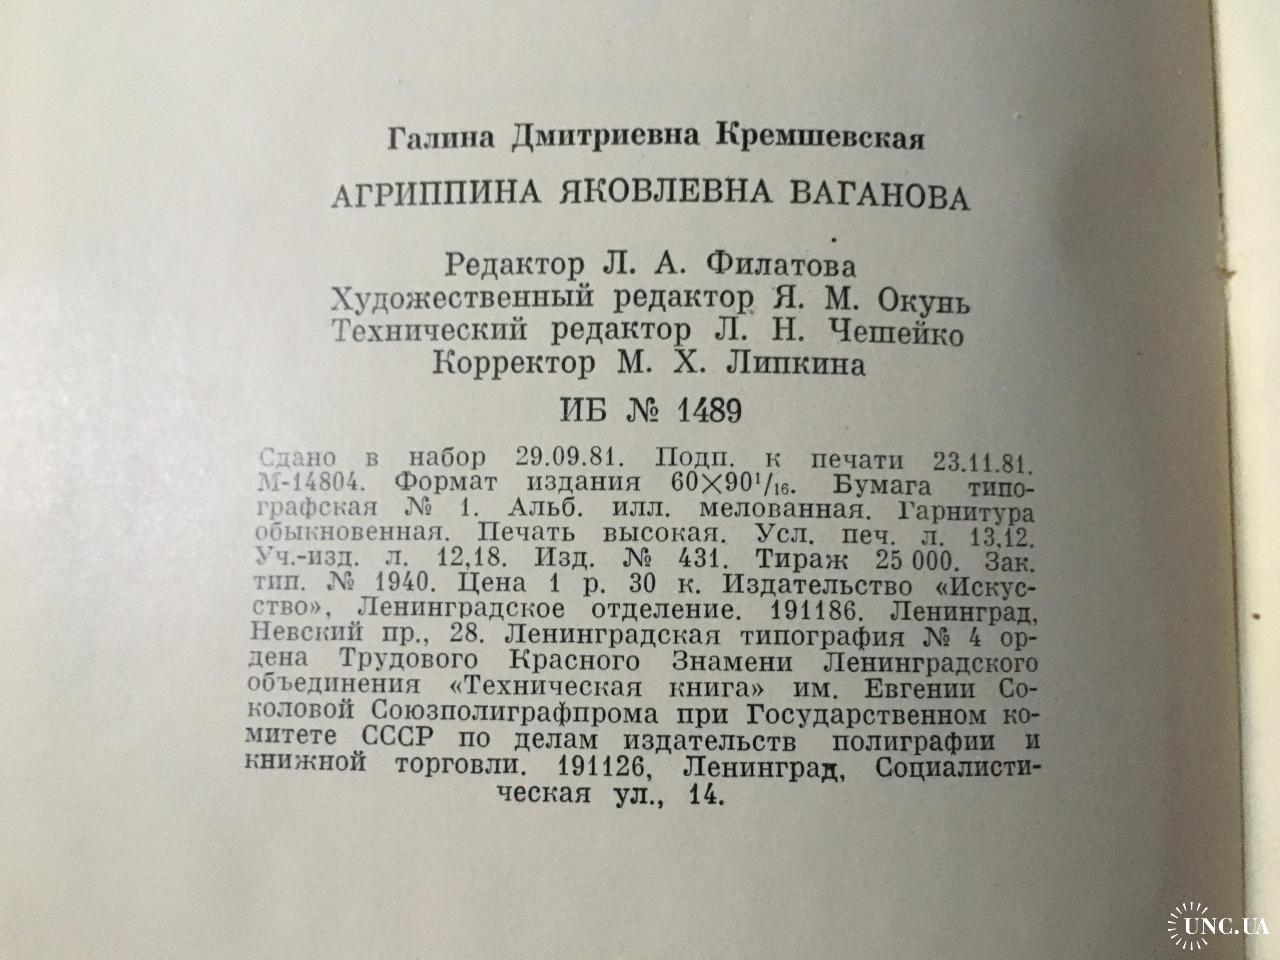 Галина Дмитриевна Кремшевская
АГРИППИНА ЯКОВЛЕВНА ВАГАНОВА
Редактор Л. А. Филатова
Художественный редактор Я. М. Окунь
Технический редактор Л. Н. Чешейко
Корректор М. Х. Липкина
ИБ № 1489
Сдано в набор 29.09.81. Подп. к печати 23.11.81.
М-14804. Формат издания 60×90¹/₁₆. Бумага типо-
графская № 1. Альб. илл. мелованная. Гарнитура
обыкновенная. Печать высокая. Усл. печ. л. 13.12.
Уч.-изд. л. 12,18. Изд. № 431. Тираж 25 000. Зак.
тип. № 1940. Цена 1 р. 30 к. Издательство «Искус-
ство», Ленинградское отделение. 191186. Ленинград,
Невский пр., 28. Ленинградская типография № 4 ор-
дена Трудового Красного Знамени Ленинградского
объединения «Техническая книга» им. Евгении Со-
коловой Союзполиграфпрома при Государственном ко-
митете СССР по делам издательств полиграфии и
книжной торговли. 191126, Ленинград, Социалисти-
ческая ул., 14.
UNC.UA